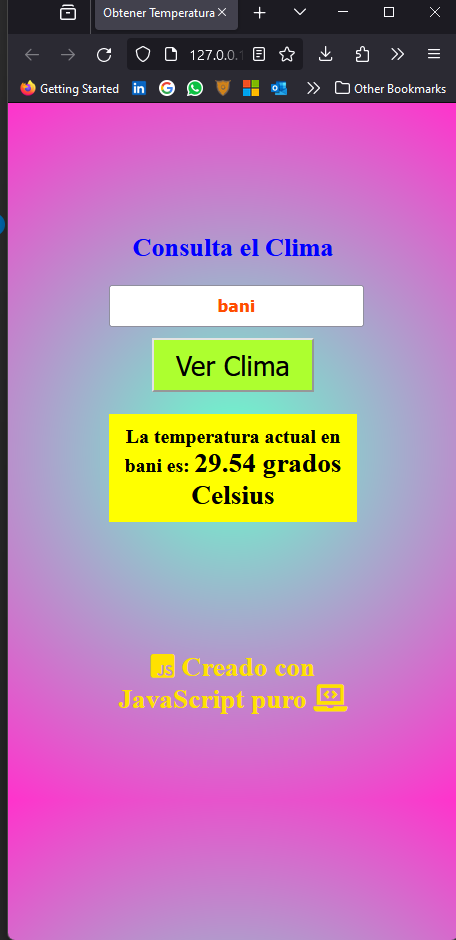 Obtener Temperatura
127.0.0.1
Getting Started
Other Bookmarks
Consulta el Clima
bani
Ver Clima
La temperatura actual en
bani es: 29.54 grados
Celsius
JS Creado con
JavaScript puro